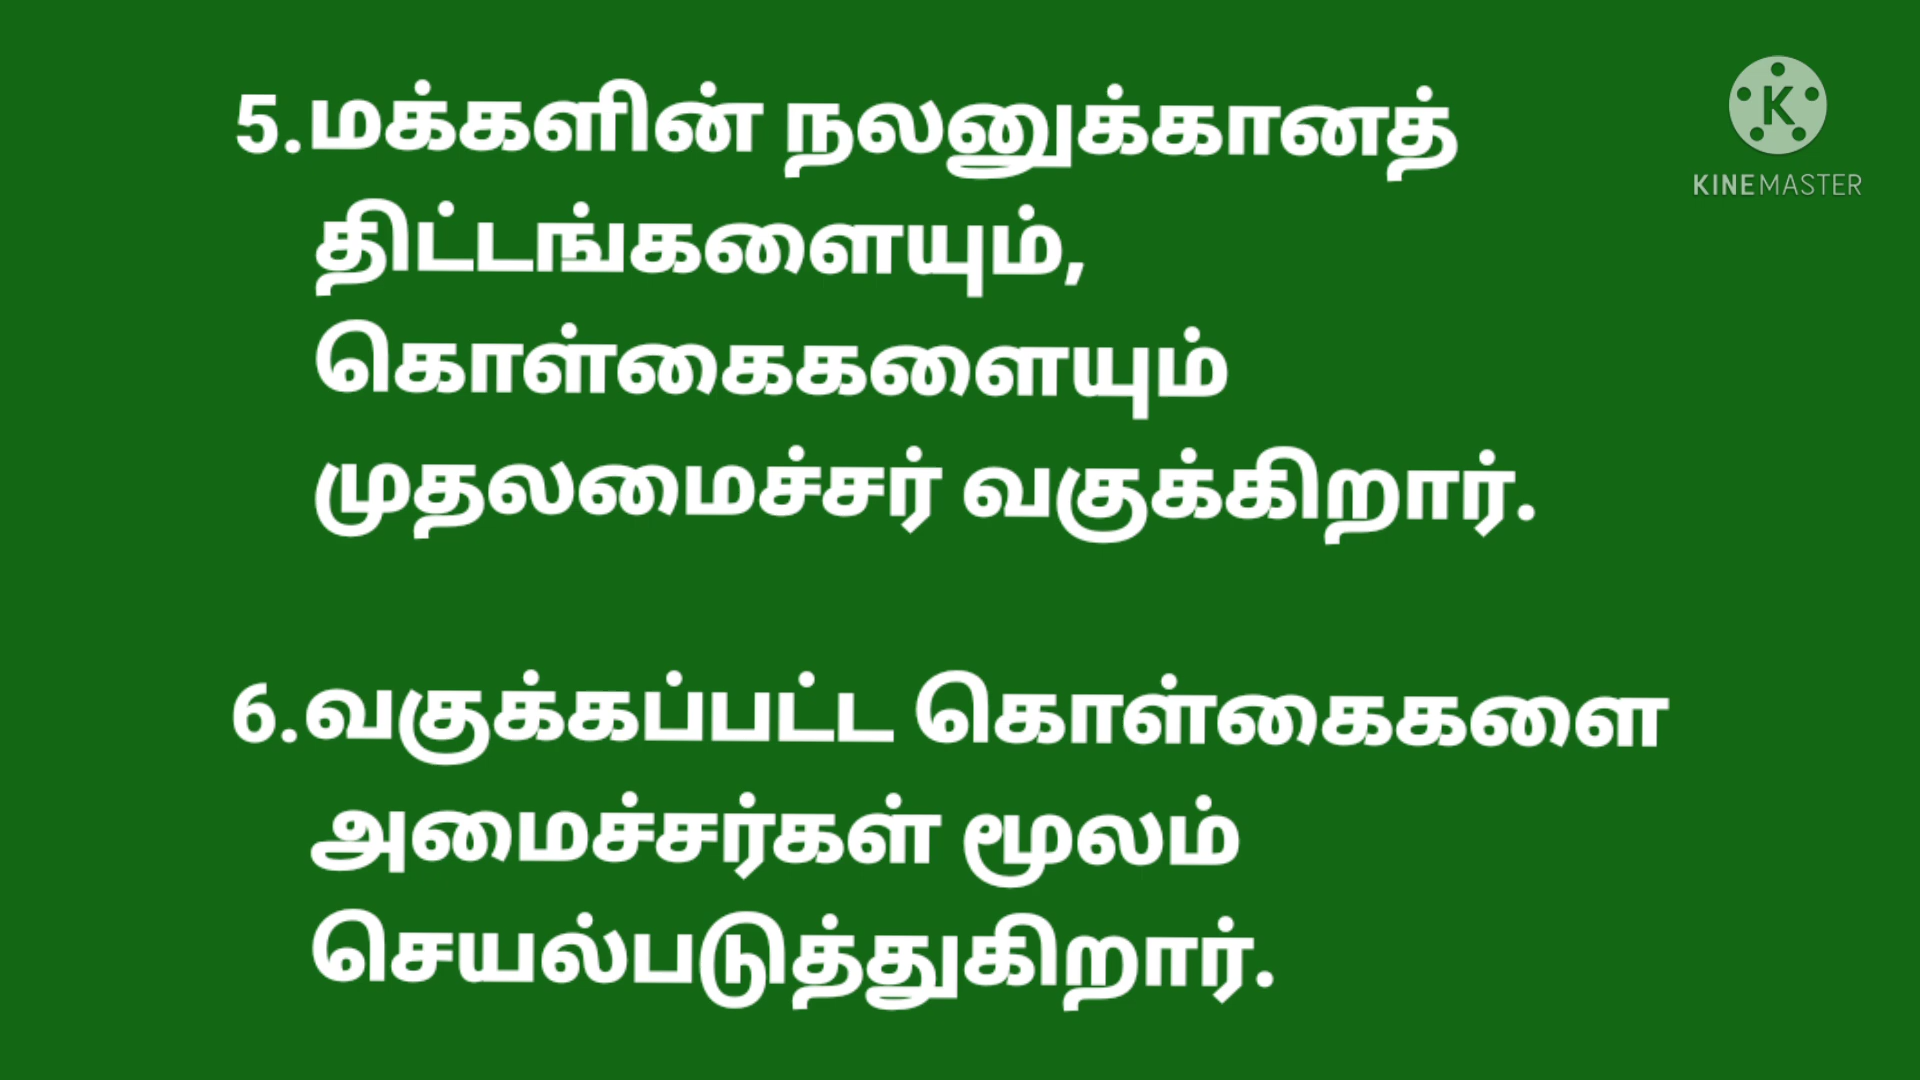 5.மக்களின் நலனுக்கானத்
திட்டங்களையும்,
கொள்கைகளையும்
முதலமைச்சர் வகுக்கிறார்.
6.வகுக்கப்பட்ட கொள்கைகளை
அமைச்சர்கள் மூலம்
செயல்படுத்துகிறார்.
K
KINEMASTER